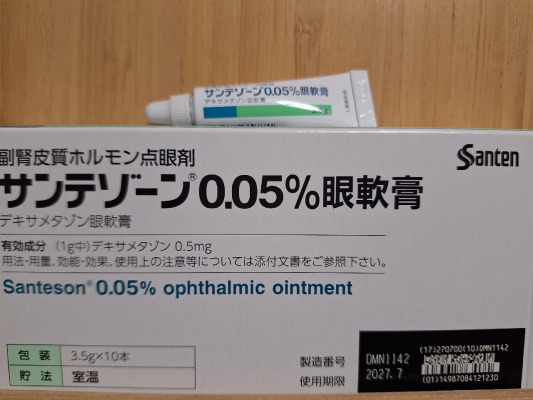 サンテゾーン0.05%眼軟膏
デキサメタゾン眼軟膏
副腎皮質ホルモン点眼剤
Santen
サンテゾーン®0.05%眼軟膏
デキサメタゾン眼軟膏
有効成分 (1g中)デキサメタゾン 0.5mg
用法・用量、効能・効果、使用上の注意等については添付文書をご参照下さい。
Santeson® 0.05% ophthalmic ointment
包装 3.5g×10本
貯法 室温
製造番号 DMN1142
使用期限 2027.7
(17)270700(10)DMN1142
(01)14987084121230